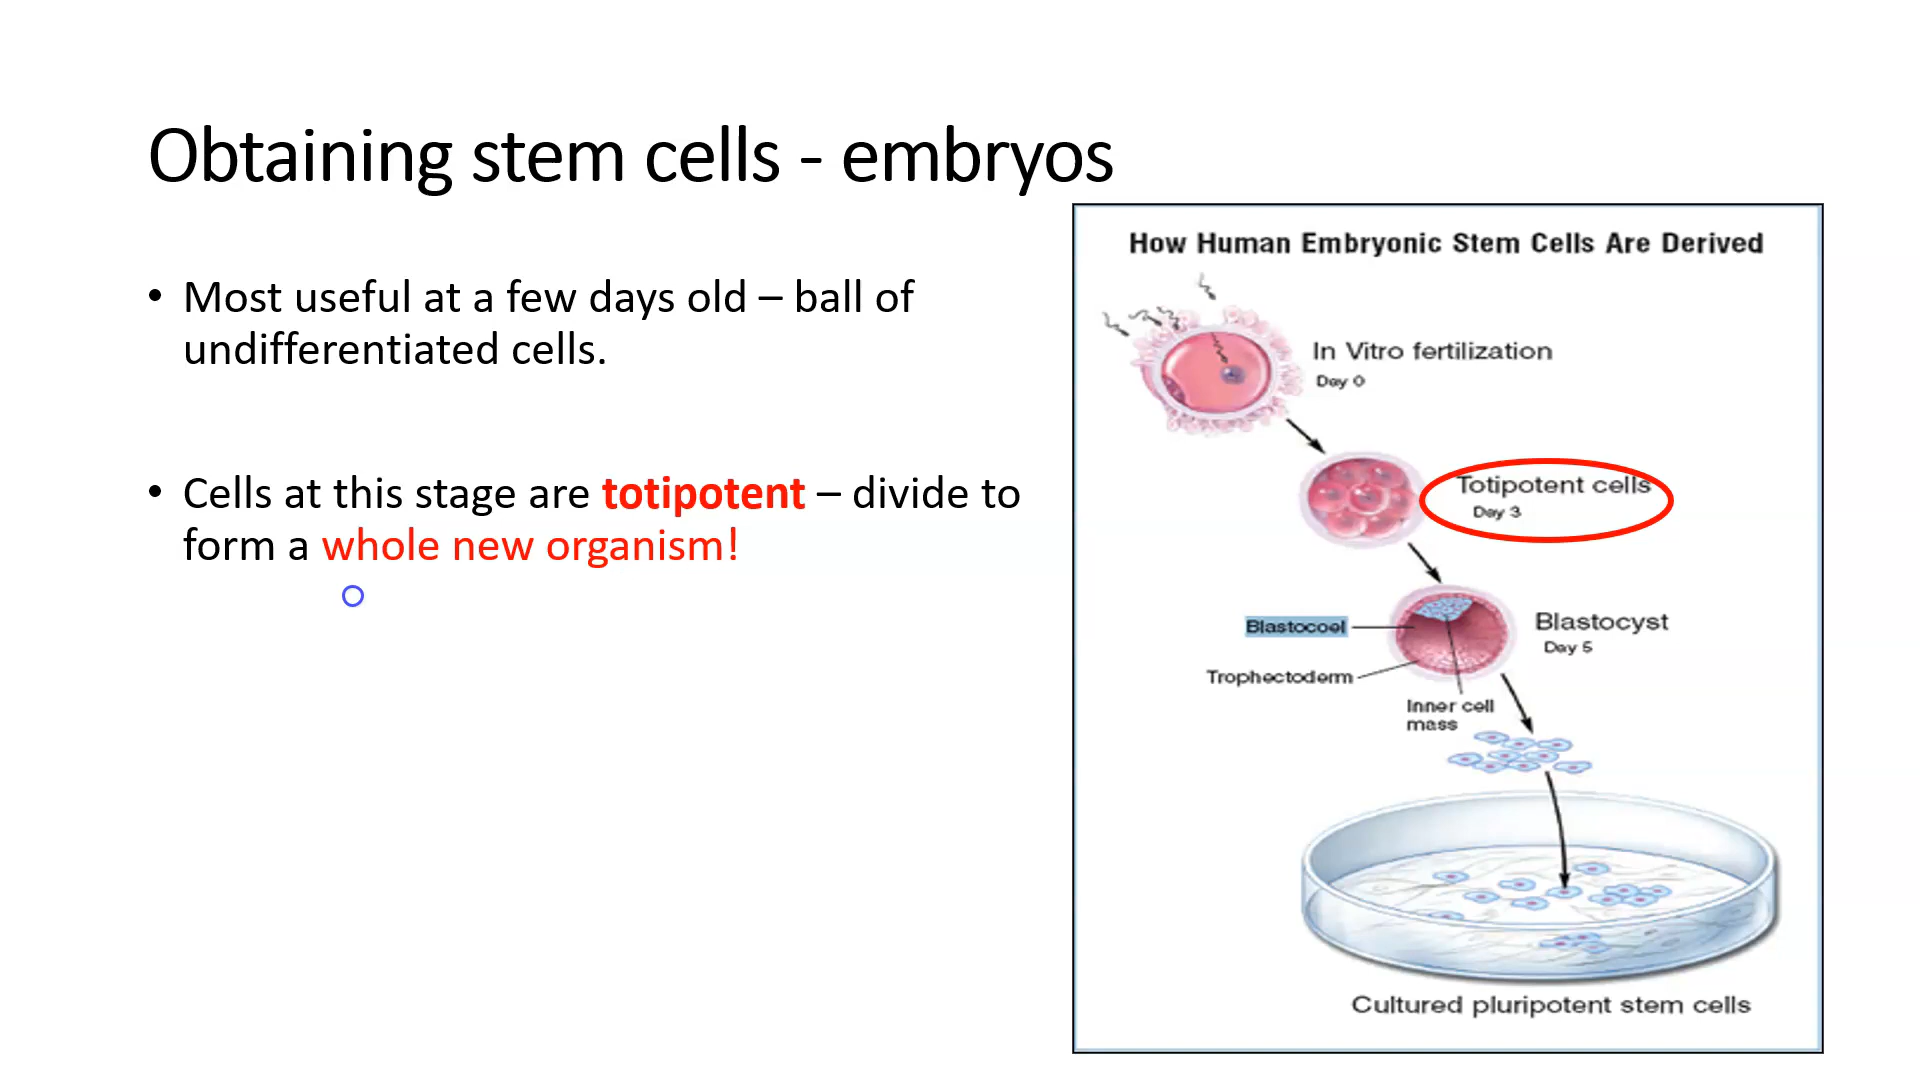 Obtaining stem cells - embryos
• Most useful at a few days old – ball of
undifferentiated cells.
• Cells at this stage are totipotent – divide to
form a whole new organism!
How Human Embryonic Stem Cells Are Derived
In Vitro fertilization
Day 0
Totipotent cells
Day 3
Blastocoel
Blastocyst
Day 5
Trophectoderm
Inner cell
mass
Cultured pluripotent stem cells